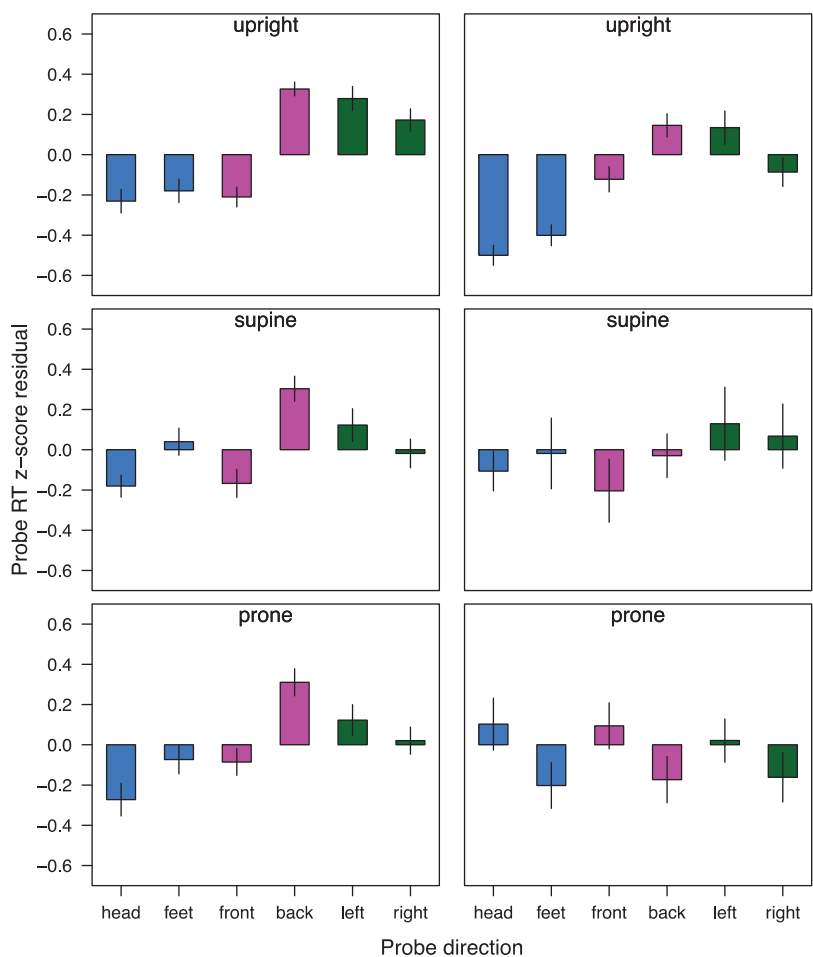 upright
upright
0.6
0.4
0.2
0.0
−0.2
−0.4
−0.6
supine
supine
0.6
0.4
0.2
0.0
−0.2
−0.4
−0.6
Probe RT z−score residual
prone
prone
0.6
0.4
0.2
0.0
−0.2
−0.4
−0.6
head feet front back left right
head feet front back left right
Probe direction